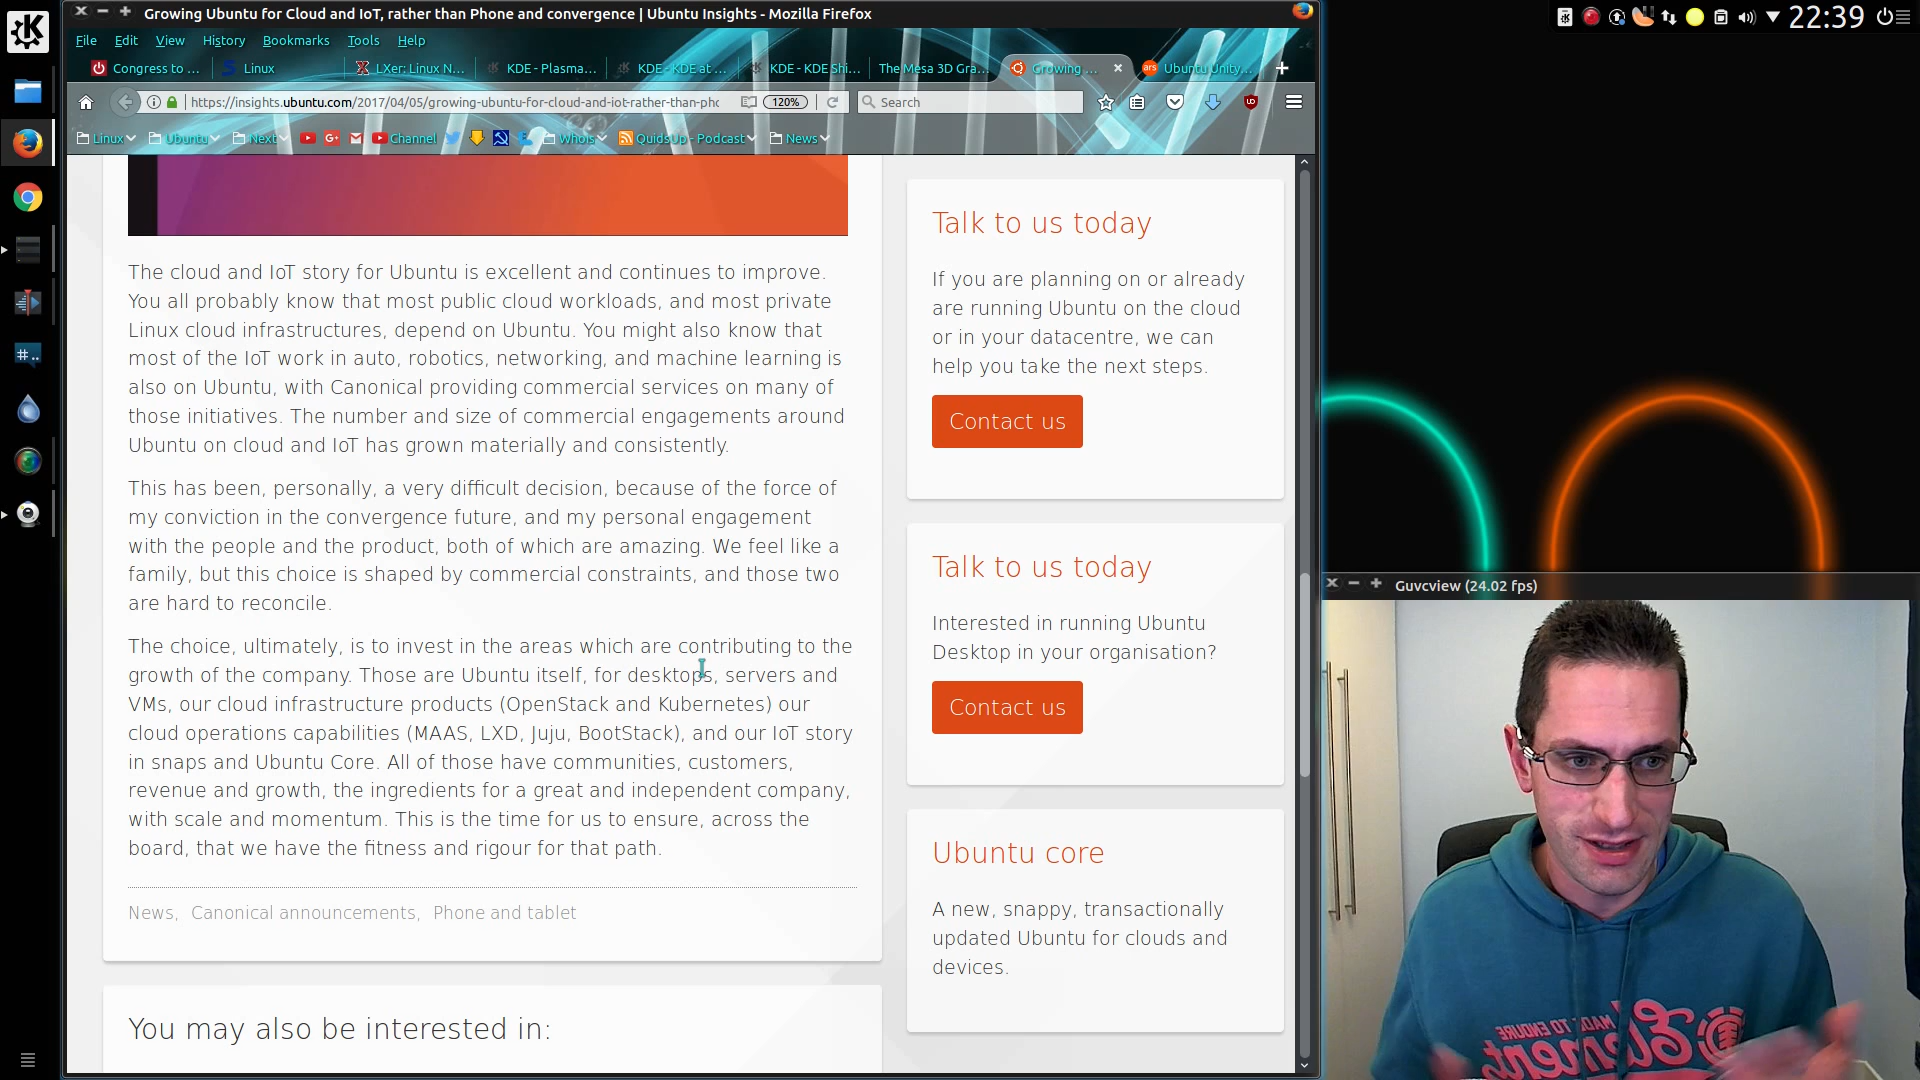 Growing Ubuntu for Cloud and IoT, rather than Phone and convergence | Ubuntu Insights - Mozilla Firefox
22:39
File Edit View History Bookmarks Tools Help
Congress to ... Linux LXer: Linux N... KDE - Plasma... KDE - KDE at ... KDE - KDE Shi... The Mesa 3D Gra... Growing ... Ubuntu Unity...
https://insights.ubuntu.com/2017/04/05/growing-ubuntu-for-cloud-and-iot-rather-than-pho 120% Search
Linux Ubuntu Next Channel Whois QuidsUp - Podcast News
The cloud and IoT story for Ubuntu is excellent and continues to improve.
You all probably know that most public cloud workloads, and most private
Linux cloud infrastructures, depend on Ubuntu. You might also know that
most of the IoT work in auto, robotics, networking, and machine learning is
also on Ubuntu, with Canonical providing commercial services on many of
those initiatives. The number and size of commercial engagements around
Ubuntu on cloud and IoT has grown materially and consistently.
This has been, personally, a very difficult decision, because of the force of
my conviction in the convergence future, and my personal engagement
with the people and the product, both of which are amazing. We feel like a
family, but this choice is shaped by commercial constraints, and those two
are hard to reconcile.
The choice, ultimately, is to invest in the areas which are contributing to the
growth of the company. Those are Ubuntu itself, for desktops, servers and
VMs, our cloud infrastructure products (OpenStack and Kubernetes) our
cloud operations capabilities (MAAS, LXD, Juju, BootStack), and our IoT story
in snaps and Ubuntu Core. All of those have communities, customers,
revenue and growth, the ingredients for a great and independent company,
with scale and momentum. This is the time for us to ensure, across the
board, that we have the fitness and rigour for that path.
News, Canonical announcements, Phone and tablet
You may also be interested in:
Talk to us today
If you are planning on or already
are running Ubuntu on the cloud
or in your datacentre, we can
help you take the next steps.
Contact us
Talk to us today
Interested in running Ubuntu
Desktop in your organisation?
Contact us
Ubuntu core
A new, snappy, transactionally
updated Ubuntu for clouds and
devices.
Guvcview (24.02 fps)
MADE TO ENDURE
Element